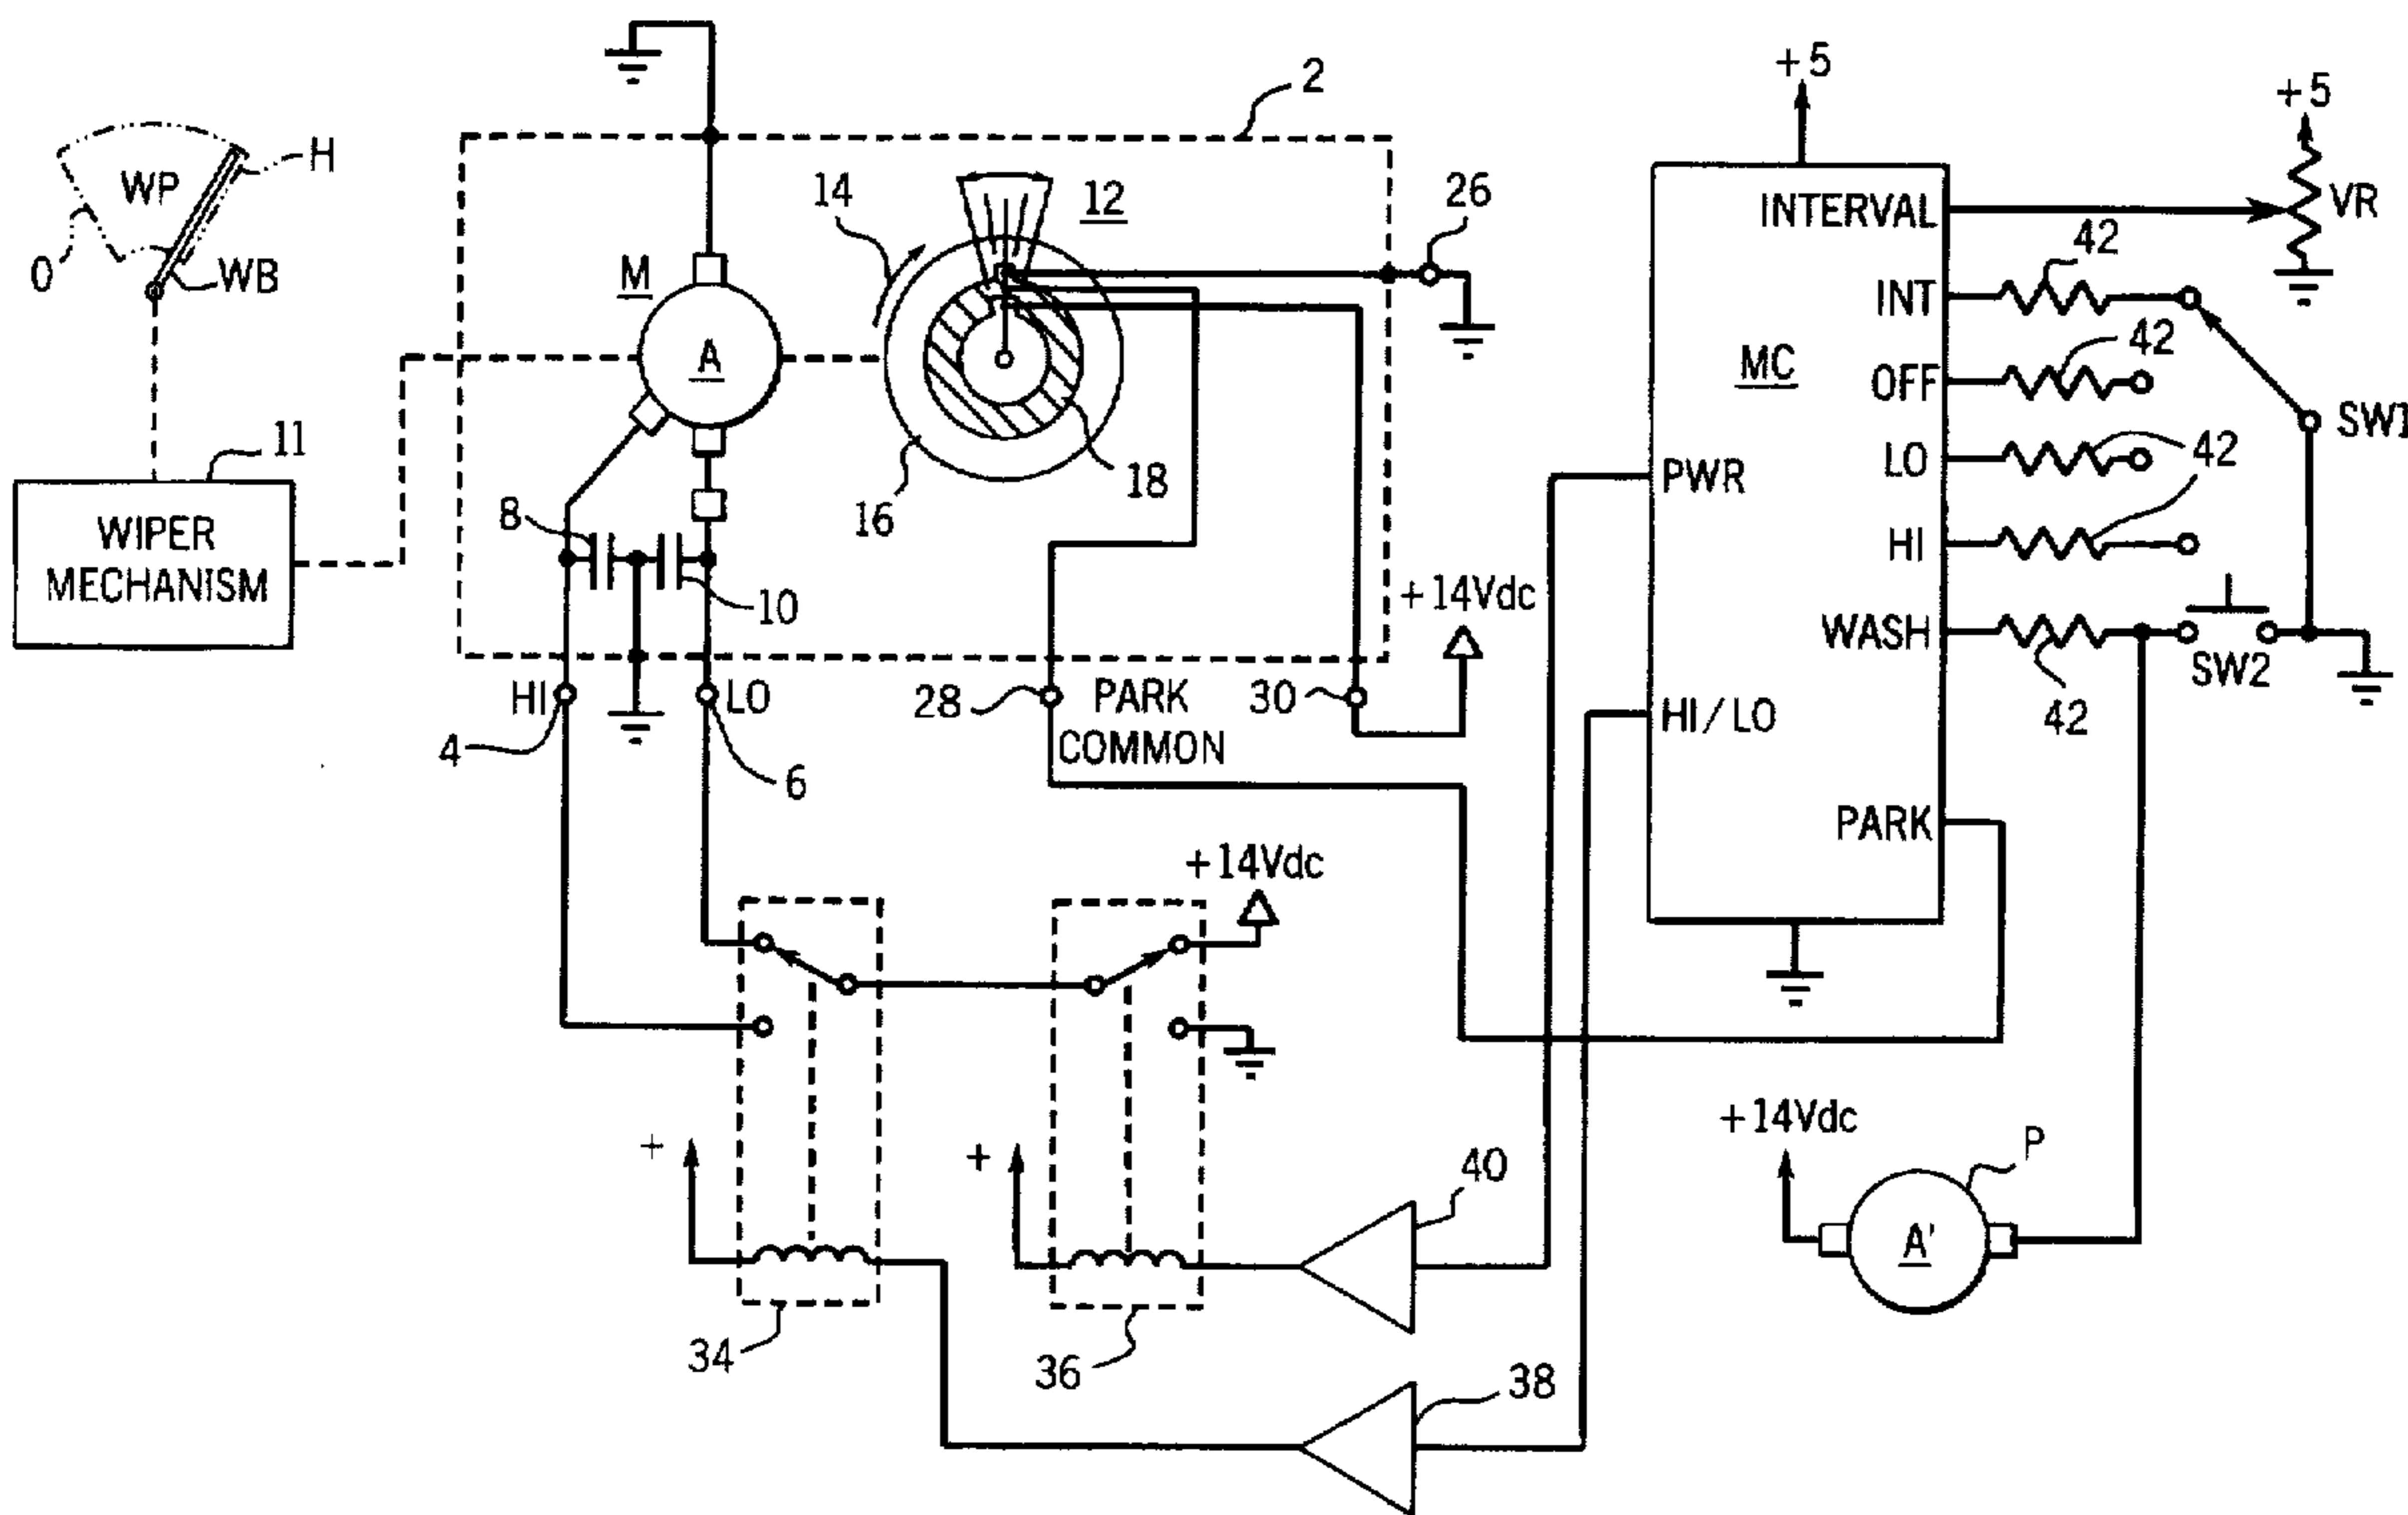 +5
+5
2
H
WP
O
WB
14
12
26
INTERVAL
VR
42
M
INT
A
MC
42
OFF
SW1
11
LO
42
18
PWR
WIPER
MECHANISM
8
16
HI
10
+14Vdc
WASH
SW2
HI
LO
28
PARK
COMMON
30
HI/LO
42
4
6
PARK
+14Vdc
+14Vdc
P
+
+
40
A'
34
36
38